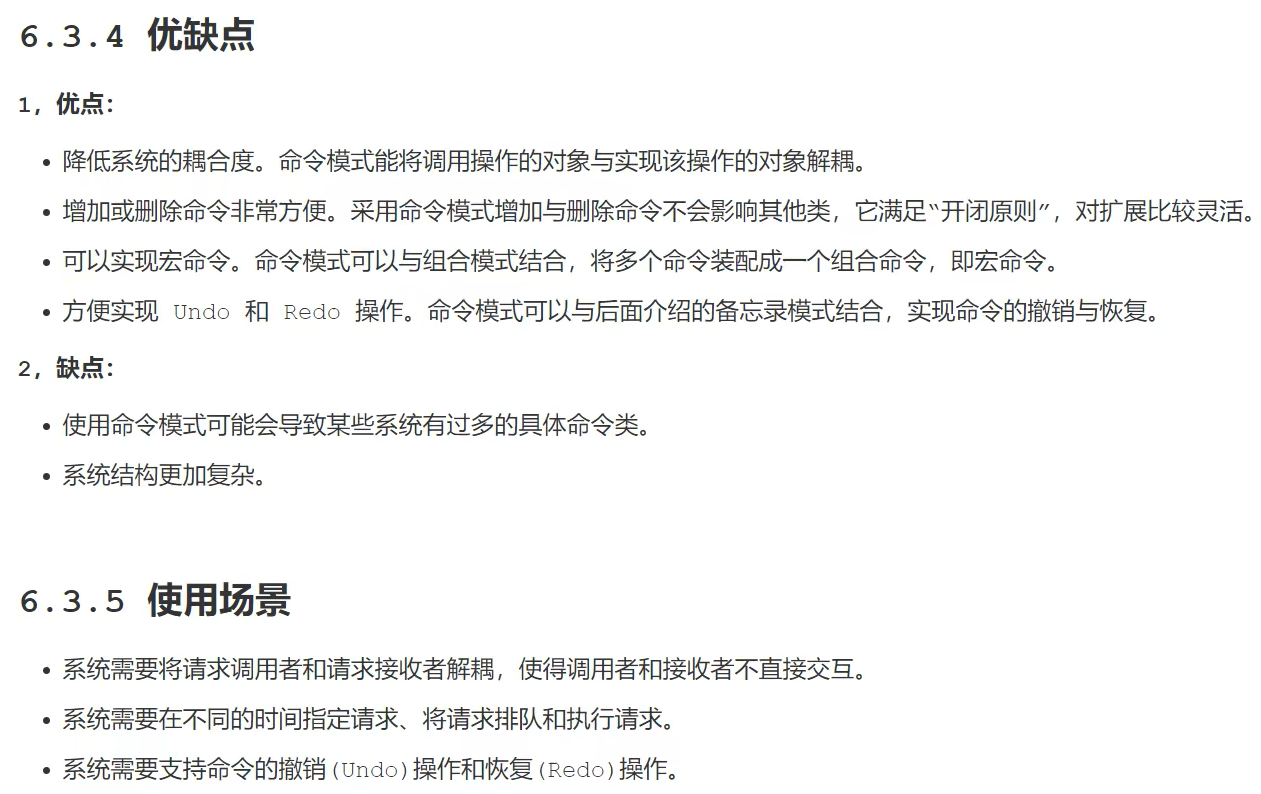 6.3.4 优缺点
1，优点：
• 降低系统的耦合度。命令模式能将调用操作的对象与实现该操作的对象解耦。
• 增加或删除命令非常方便。采用命令模式增加与删除命令不会影响其他类，它满足“开闭原则”，对扩展比较灵活。
• 可以实现宏命令。命令模式可以与组合模式结合，将多个命令装配成一个组合命令，即宏命令。
• 方便实现 Undo 和 Redo 操作。命令模式可以与后面介绍的备忘录模式结合，实现命令的撤销与恢复。
2，缺点：
• 使用命令模式可能会导致某些系统有过多的具体命令类。
• 系统结构更加复杂。
6.3.5 使用场景
• 系统需要将请求调用者和请求接收者解耦，使得调用者和接收者不直接交互。
• 系统需要在不同的时间指定请求、将请求排队和执行请求。
• 系统需要支持命令的撤销(Undo)操作和恢复(Redo)操作。